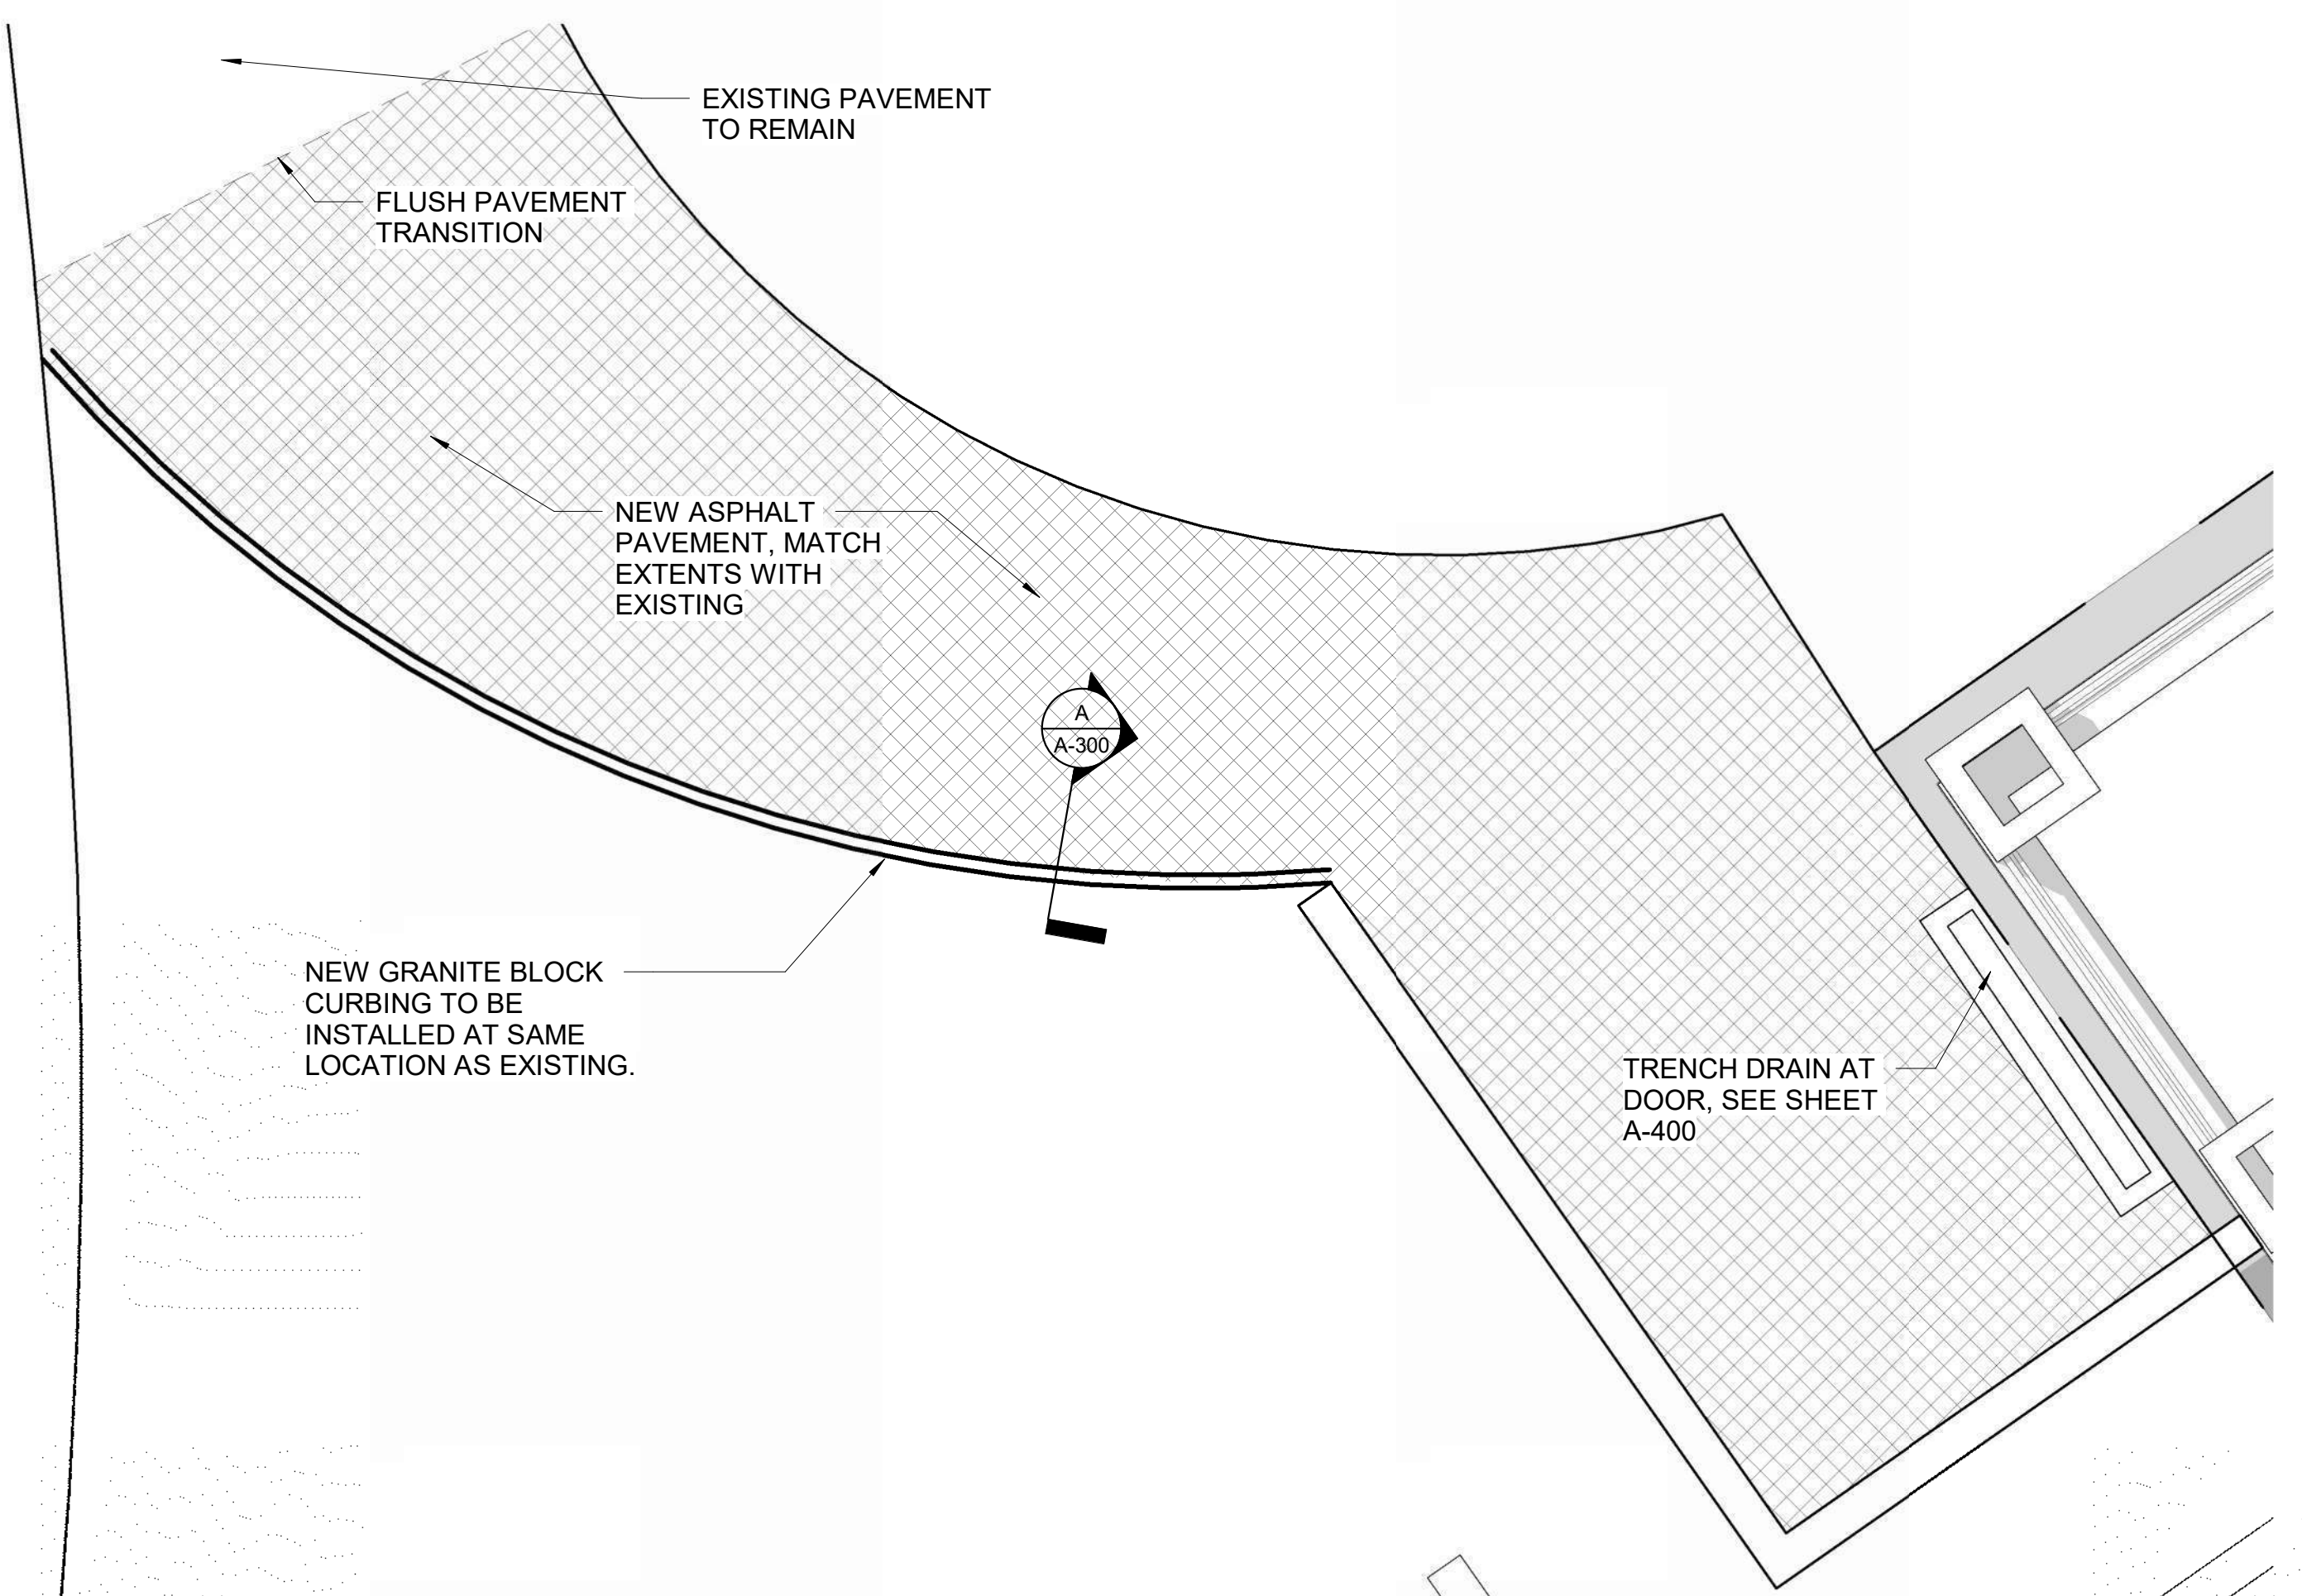 EXISTING PAVEMENT
TO REMAIN
FLUSH PAVEMENT
TRANSITION
NEW ASPHALT
PAVEMENT, MATCH
EXTENTS WITH
EXISTING
A
A-300
NEW GRANITE BLOCK
CURBING TO BE
INSTALLED AT SAME
LOCATION AS EXISTING.
TRENCH DRAIN AT
DOOR, SEE SHEET
A-400